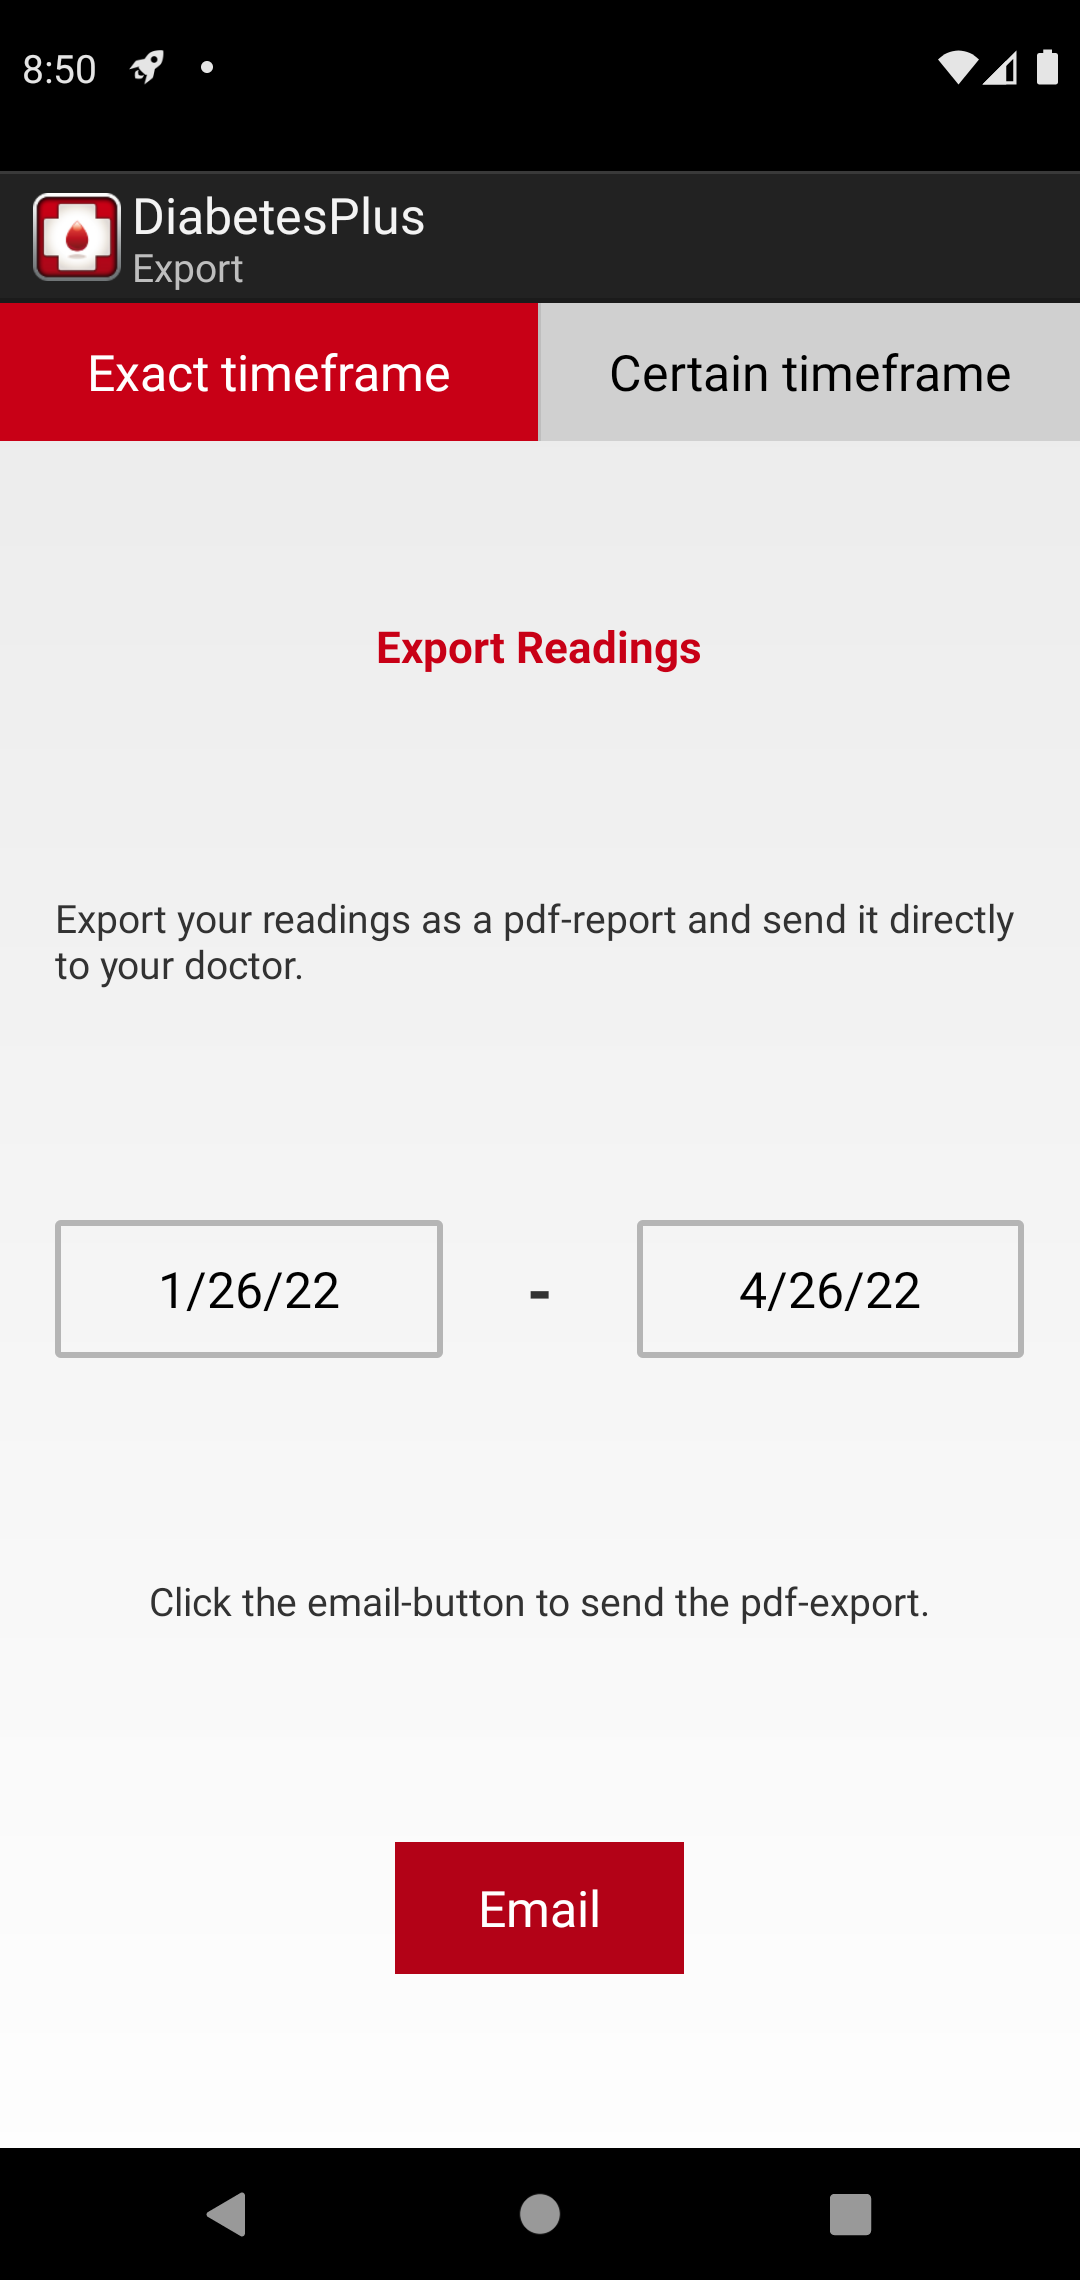 8:50
DiabetesPlus
Export
Exact timeframe
Certain timeframe
Export Readings
Export your readings as a pdf-report and send it directly
to your doctor.
1/26/22 - 4/26/22
Click the email-button to send the pdf-export.
Email